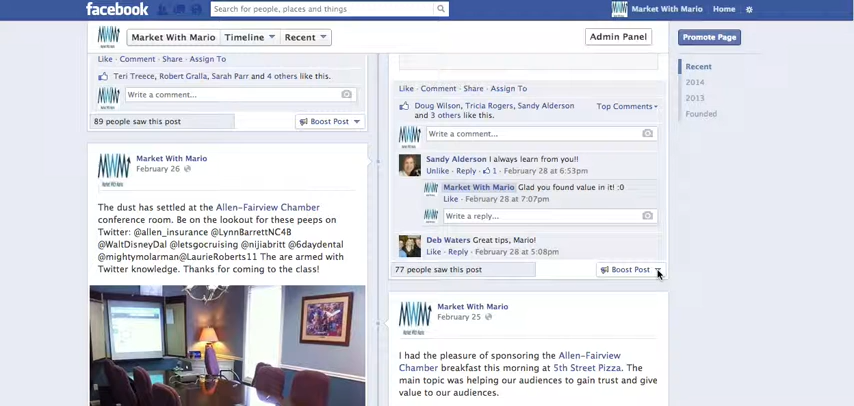 facebook
Search for people, places and things
Market With Mario
Home
MWM
Market With Mario
Timeline
Recent
Admin Panel
Promote Page
Recent
2014
2013
Founded
Like · Comment · Share · Assign To
Teri Treece, Robert Gralla, Sarah Parr and 4 others like this.
Write a comment...
89 people saw this post
Boost Post
MWM
Market With Mario
February 26
The dust has settled at the Allen-Fairview Chamber
conference room. Be on the lookout for these peeps on
Twitter: @allen_insurance @LynnBarrettNC4B
@WaltDisneyDal @letsgocruising @nijiabritt @6daydental
@mightymolarman@LaurieRoberts11 The are armed with
Twitter knowledge. Thanks for coming to the class!
Like · Comment · Share · Assign To
Doug Wilson, Tricia Rogers, Sandy Alderson
and 3 others like this.
Top Comments
Write a comment...
Sandy Alderson I always learn from you!!
Unlike · Reply · 1 · February 28 at 6:53pm
Market With Mario Glad you found value in it! :0
Like · February 28 at 7:07pm
Write a reply...
Deb Waters Great tips, Mario!
Like · Reply · February 28 at 5:08pm
77 people saw this post
Boost Post
MWM
Market With Mario
February 25
I had the pleasure of sponsoring the Allen-Fairview
Chamber breakfast this morning at 5th Street Pizza. The
main topic was helping our audiences to gain trust and give
value to our audiences.